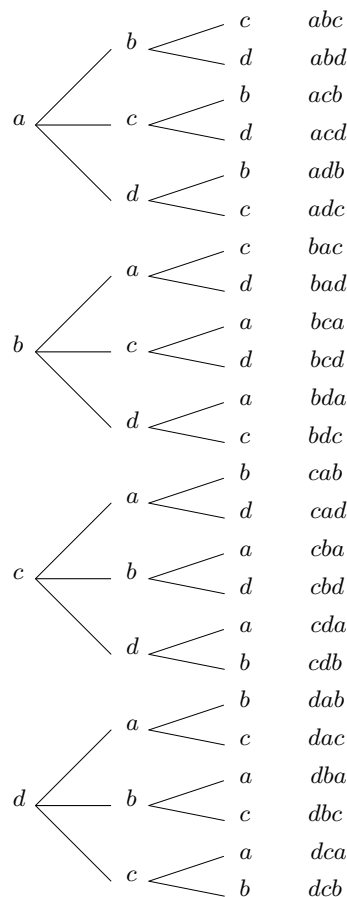 c abc
b
d abd
b acb
a c
d acd
b adb
d
c adc
c bac
a
d bad
a bca
b c
d bcd
a bda
d
c bdc
b cab
a
d cad
a cba
c b
d cbd
a cda
d
b cdb
b dab
a
c dac
a dba
d b
c dbc
a dca
c
b dcb